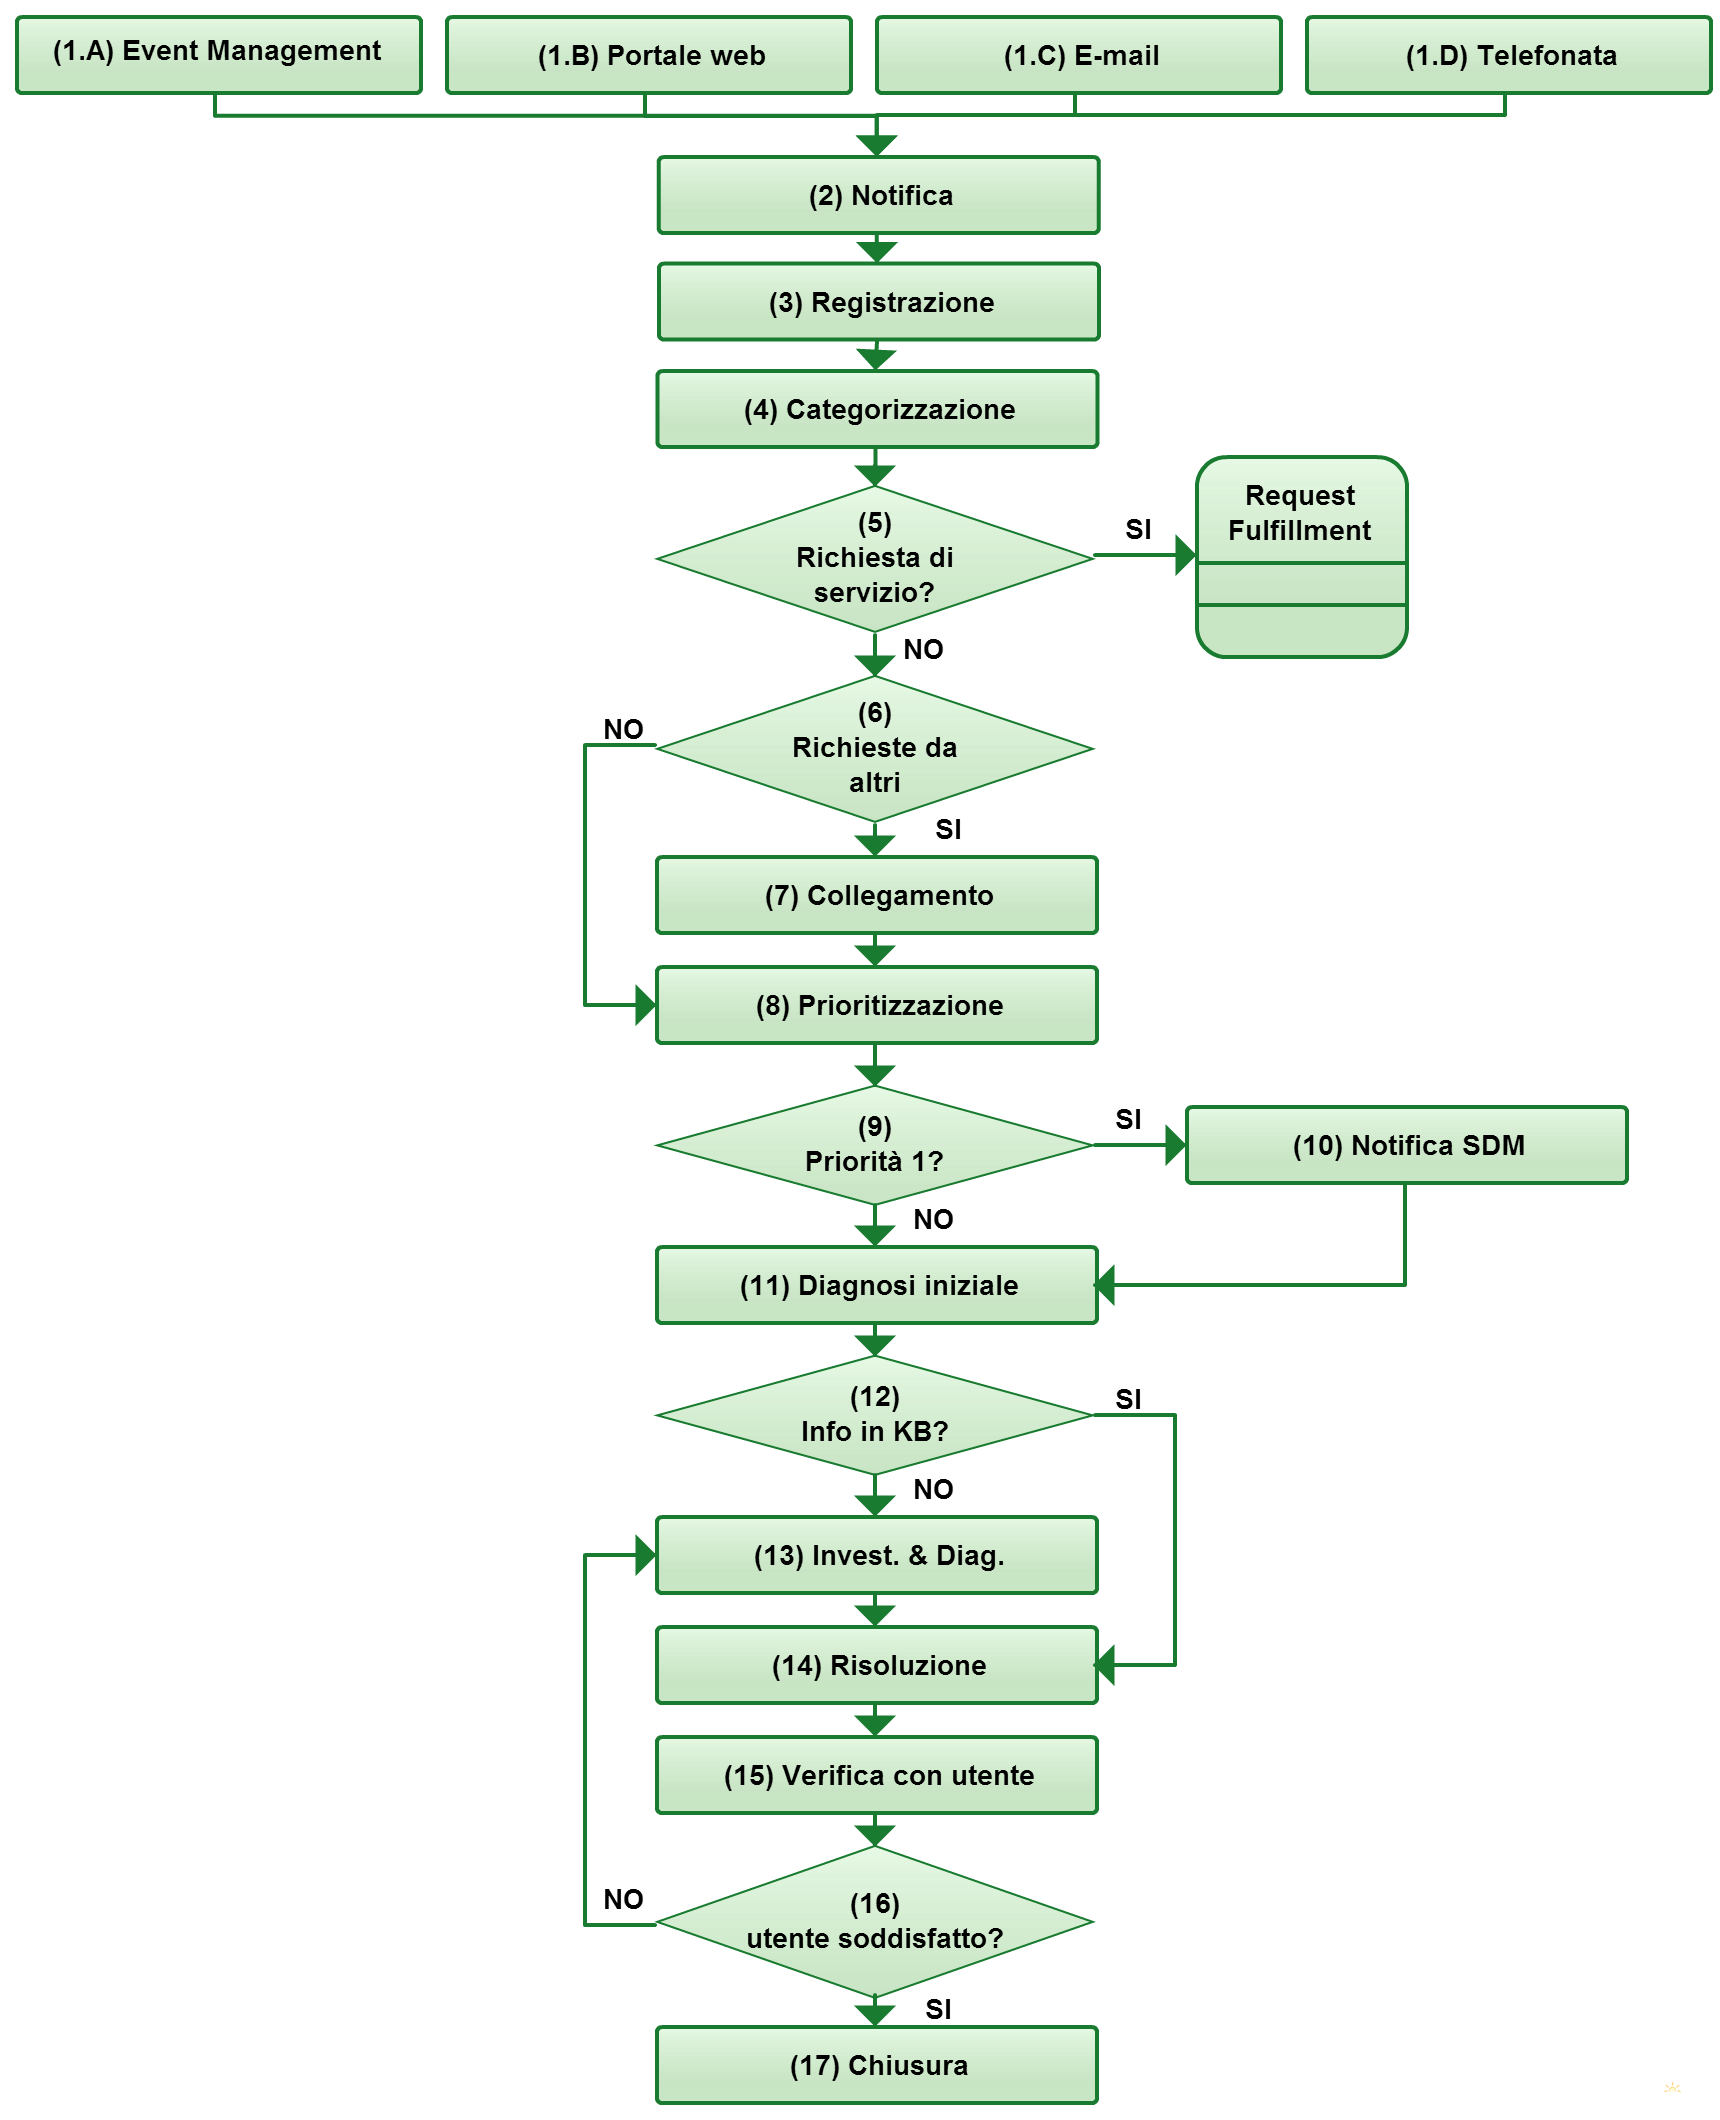 (1.A) Event Management
(1.B) Portale web
(1.C) E-mail
(1.D) Telefonata
(2) Notifica
(3) Registrazione
(4) Categorizzazione
(5)
Richiesta di
servizio?
SI
Request
Fulfillment
NO
(6)
Richieste da
altri
NO
SI
(7) Collegamento
(8) Prioritizzazione
(9)
Priorità 1?
SI
(10) Notifica SDM
NO
(11) Diagnosi iniziale
(12)
Info in KB?
SI
NO
(13) Invest. & Diag.
(14) Risoluzione
(15) Verifica con utente
(16)
utente soddisfatto?
NO
SI
(17) Chiusura